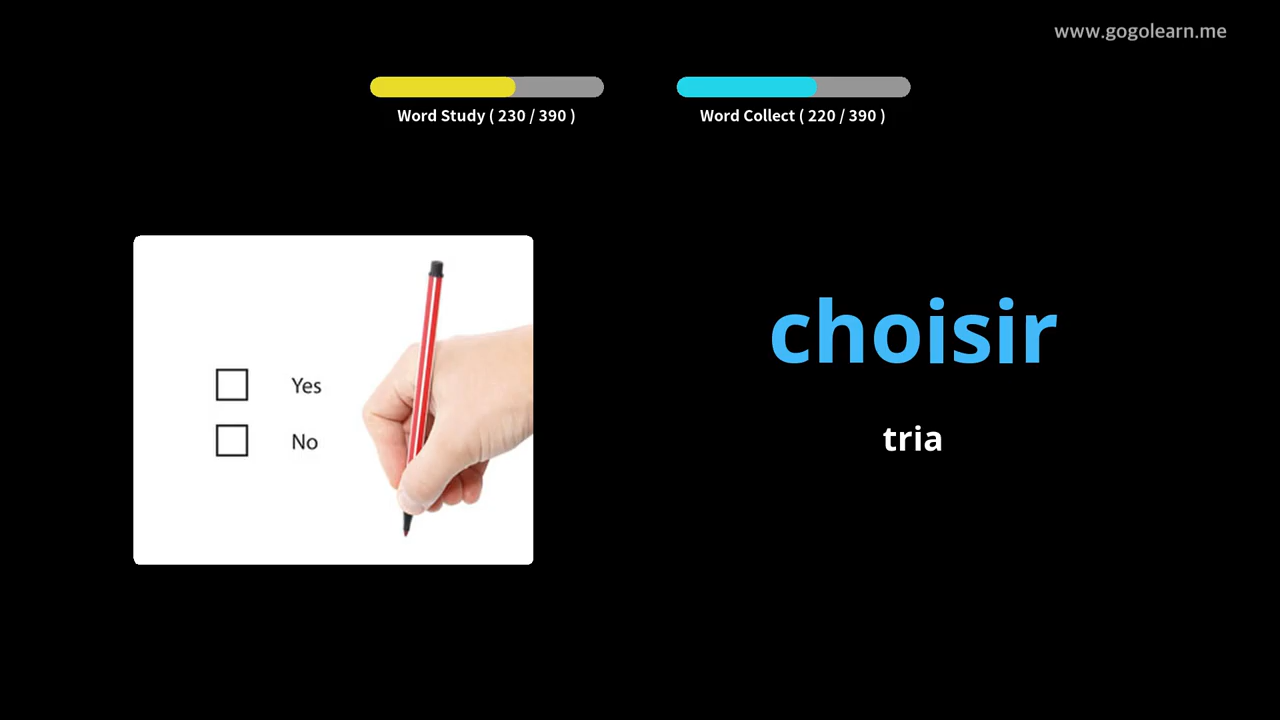 www.gogolearn.me
Word Study ( 230 / 390 )
Word Collect ( 220 / 390 )
Yes
No
choisir
tria